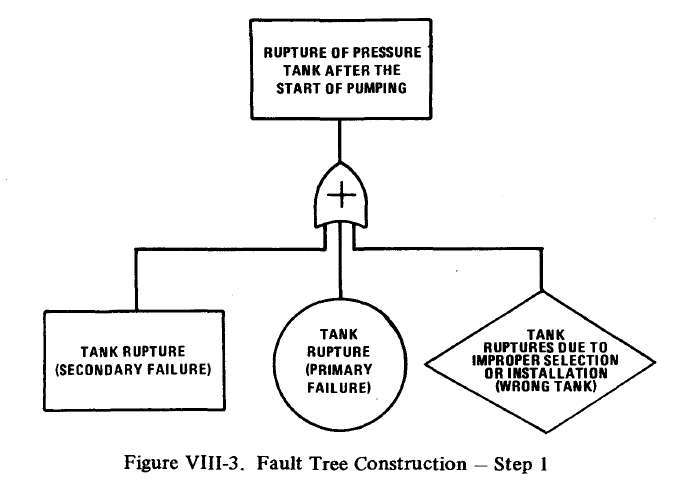 RUPTURE OF PRESSURE
TANK AFTER THE
START OF PUMPING
+
TANK RUPTURE
(SECONDARY FAILURE)
TANK
RUPTURE
(PRIMARY
FAILURE)
TANK
RUPTURES DUE TO
IMPROPER SELECTION
OR INSTALLATION
(WRONG TANK)
Figure VIII-3. Fault Tree Construction – Step 1